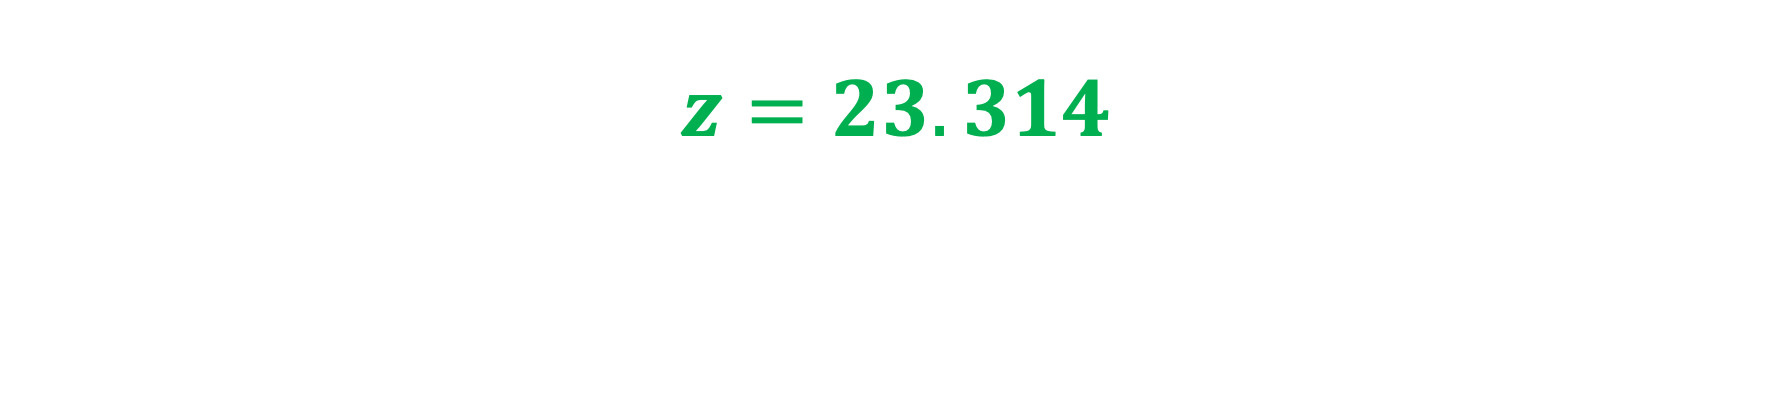 z = 23.314